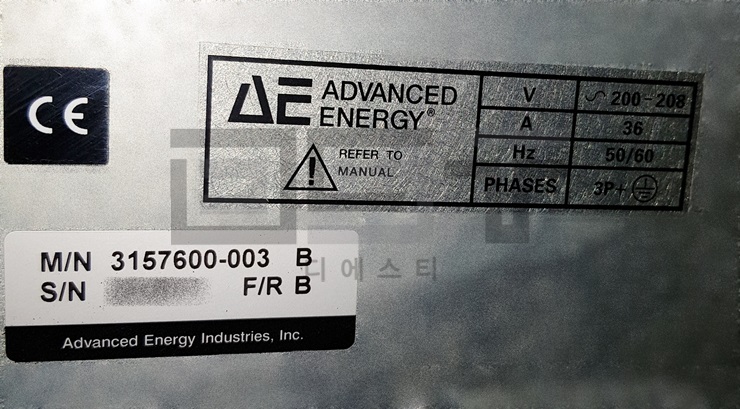 CE
AE ADVANCED ENERGY®
REFER TO
MANUAL
V ∿ 200-208
A 36
Hz 50/60
PHASES 3P+
M/N 3157600-003 B
S/N F/R B
Advanced Energy Industries, Inc.
디에스티